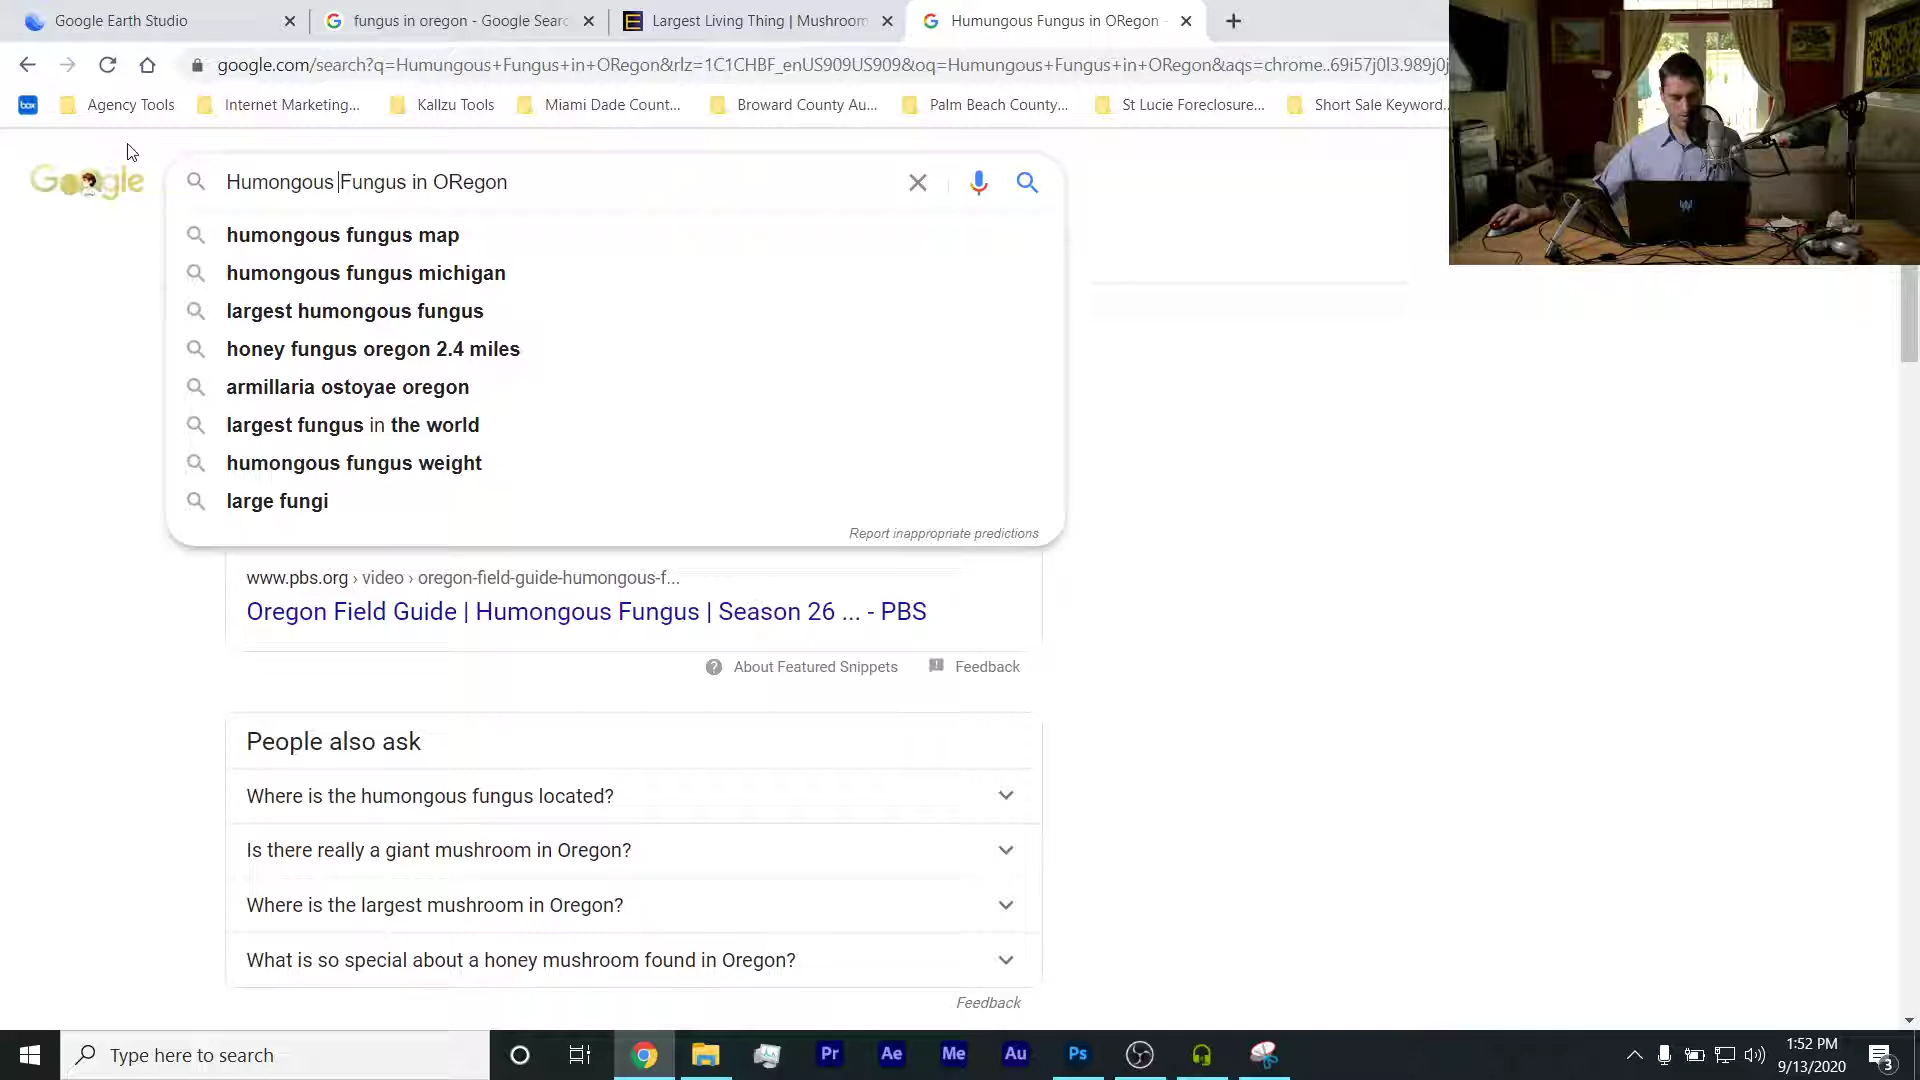 Google Earth Studio
fungus in oregon - Google Searc
Largest Living Thing | Mushroom
Humungous Fungus in ORegon -
google.com/search?q=Humungous+Fungus+in+ORegon&rlz=1C1CHBF_enUS909US909&oq=Humungous+Fungus+in+ORegon&aqs=chrome..69i57j0l3.989j0j
box
Agency Tools
Internet Marketing...
Kallzu Tools
Miami Dade Count...
Broward County Au...
Palm Beach County...
St Lucie Foreclosure...
Short Sale Keyword...
Google
Humongous Fungus in ORegon
humongous fungus map
humongous fungus michigan
largest humongous fungus
honey fungus oregon 2.4 miles
armillaria ostoyae oregon
largest fungus in the world
humongous fungus weight
large fungi
Report inappropriate predictions
www.pbs.org › video › oregon-field-guide-humongous-f...
Oregon Field Guide | Humongous Fungus | Season 26 ... - PBS
About Featured Snippets
Feedback
People also ask
Where is the humongous fungus located?
Is there really a giant mushroom in Oregon?
Where is the largest mushroom in Oregon?
What is so special about a honey mushroom found in Oregon?
Feedback
Type here to search
Pr
Ae
Me
Au
Ps
1:52 PM
9/13/2020
3